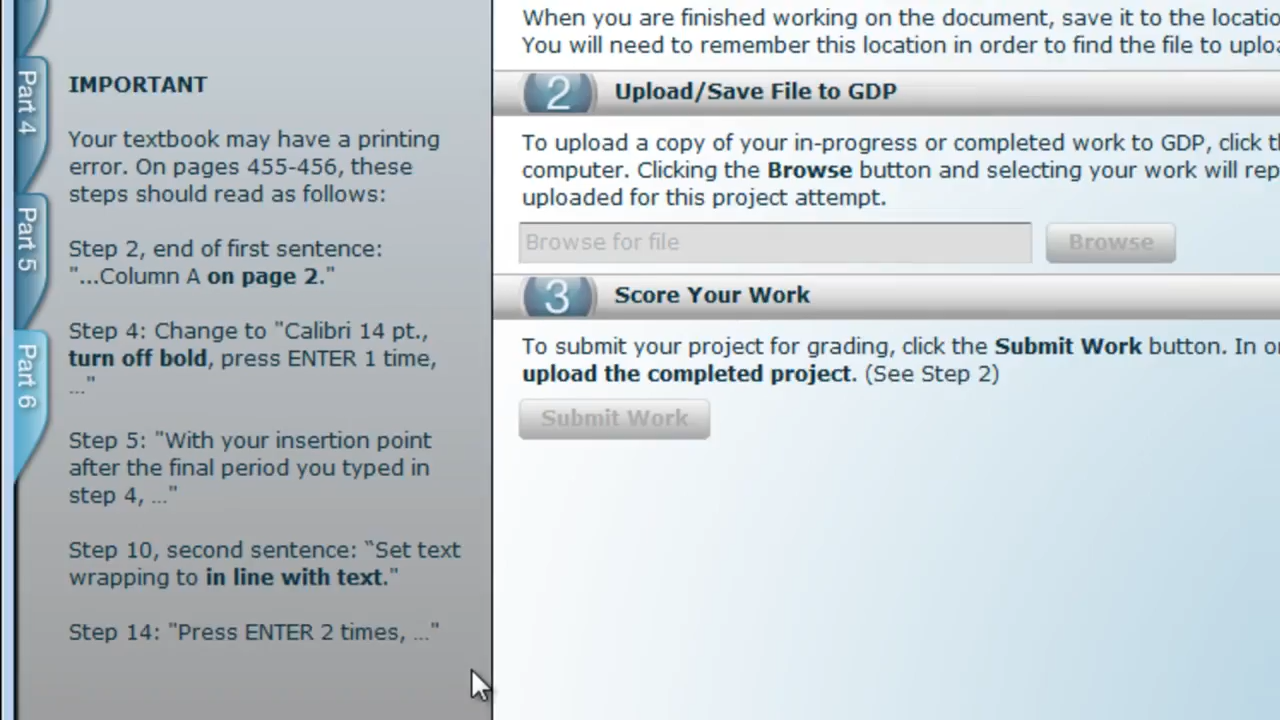 Part 4
Part 5
Part 6
IMPORTANT
Your textbook may have a printing
error. On pages 455-456, these
steps should read as follows:
Step 2, end of first sentence:
"...Column A on page 2."
Step 4: Change to "Calibri 14 pt.,
turn off bold, press ENTER 1 time,
..."
Step 5: "With your insertion point
after the final period you typed in
step 4, ..."
Step 10, second sentence: “Set text
wrapping to in line with text."
Step 14: "Press ENTER 2 times, ..."
When you are finished working on the document, save it to the
You will need to remember this location in order to find the file to
2 Upload/Save File to GDP
To upload a copy of your in-progress or completed work to GDP, click
computer. Clicking the Browse button and selecting your work will
uploaded for this project attempt.
Browse for file Browse
3 Score Your Work
To submit your project for grading, click the Submit Work button. In
upload the completed project. (See Step 2)
Submit Work